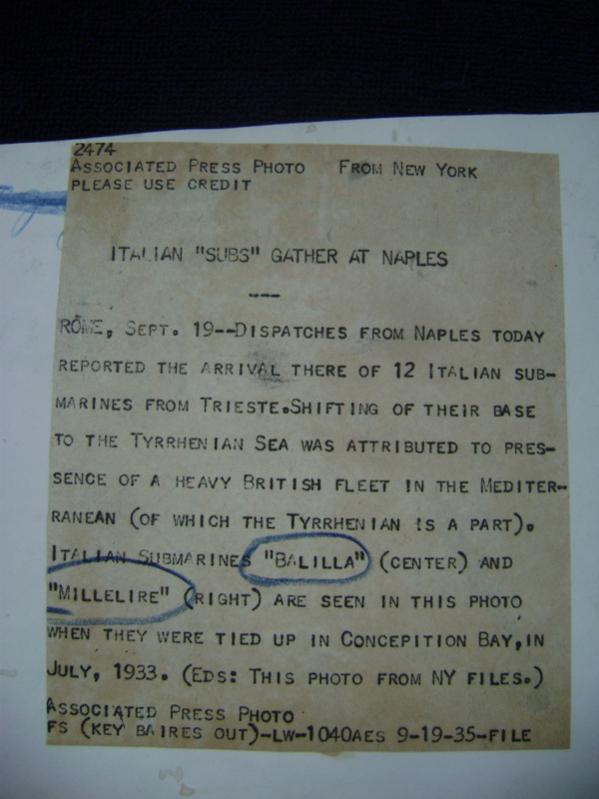 2474
ASSOCIATED PRESS PHOTO FROM NEW YORK
PLEASE USE CREDIT
ITALIAN "SUBS" GATHER AT NAPLES
---
ROME, SEPT. 19--DISPATCHES FROM NAPLES TODAY
REPORTED THE ARRIVAL THERE OF 12 ITALIAN SUB-
MARINES FROM TRIESTE.SHIFTING OF THEIR BASE
TO THE TYRRHENIAN SEA WAS ATTRIBUTED TO PRES-
SENCE OF A HEAVY BRITISH FLEET IN THE MEDITER-
RANEAN (OF WHICH THE TYRRHENIAN IS A PART).
ITALIAN SUBMARINES "BALILLA" (CENTER) AND
"MILLELIRE" (RIGHT) ARE SEEN IN THIS PHOTO
WHEN THEY WERE TIED UP IN CONCEPITION BAY,IN
JULY, 1933. (EDS: THIS PHOTO FROM NY FILES.)
ASSOCIATED PRESS PHOTO
FS (KEY BAIRES OUT)-LW-1040AES 9-19-35-FILE